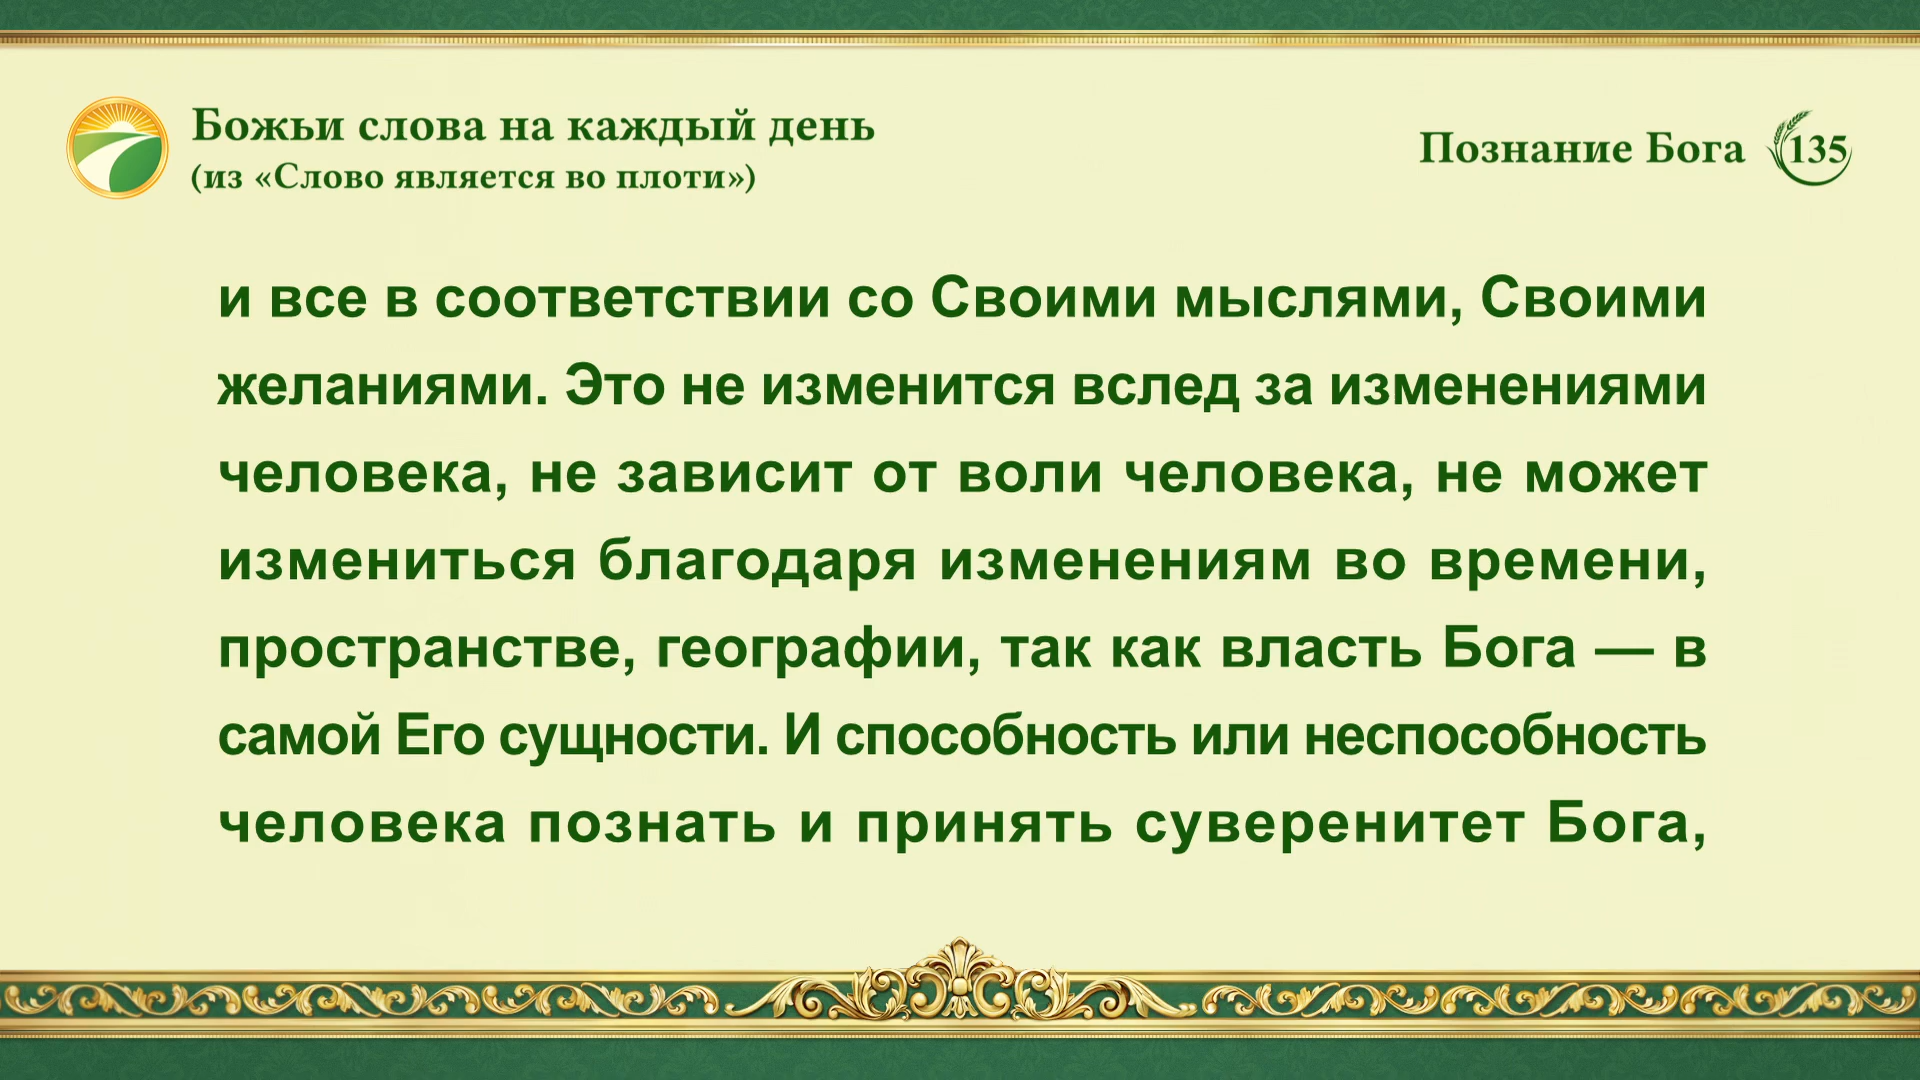 Божьи слова на каждый день
(из «Слово является во плоти»)
Познание Бога 135
и все в соответствии со Своими мыслями, Своими
желаниями. Это не изменится вслед за изменениями
человека, не зависит от воли человека, не может
измениться благодаря изменениям во времени,
пространстве, географии, так как власть Бога — в
самой Его сущности. И способность или неспособность
человека познать и принять суверенитет Бога,